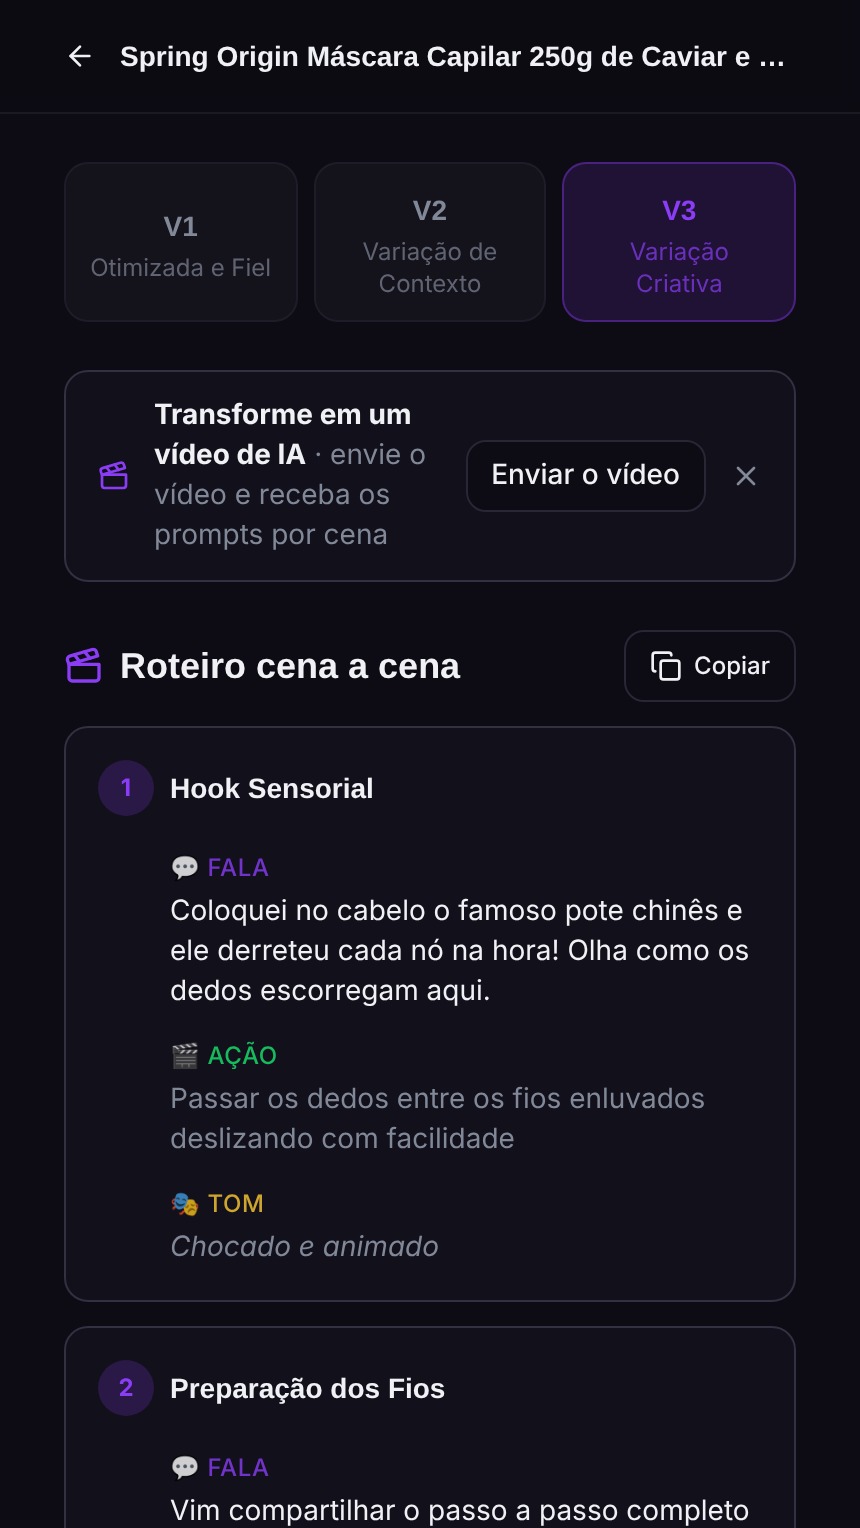 Spring Origin Máscara Capilar 250g de Caviar e ...
V1
Otimizada e Fiel
V2
Variação de
Contexto
V3
Variação
Criativa
Transforme em um
vídeo de IA · envie o
vídeo e receba os
prompts por cena
Enviar o vídeo
Roteiro cena a cena
Copiar
1
Hook Sensorial
FALA
Coloquei no cabelo o famoso pote chinês e
ele derreteu cada nó na hora! Olha como os
dedos escorregam aqui.
AÇÃO
Passar os dedos entre os fios enluvados
deslizando com facilidade
TOM
Chocado e animado
2
Preparação dos Fios
FALA
Vim compartilhar o passo a passo completo